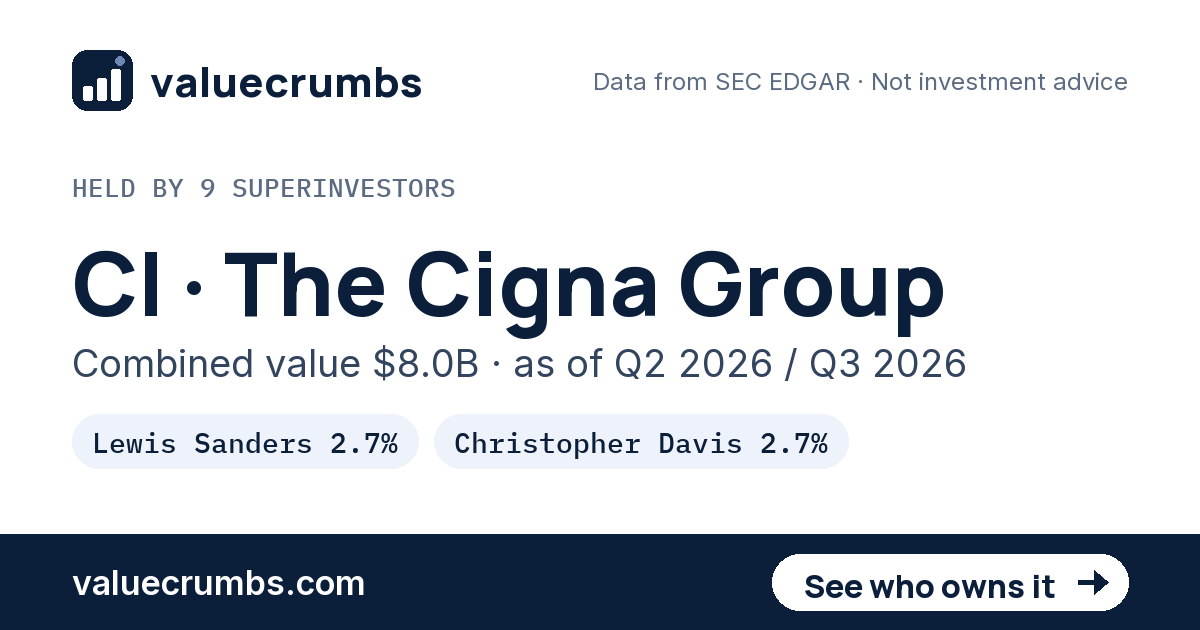 valuecrumbs
Data from SEC EDGAR · Not investment advice
HELD BY 9 SUPERINVESTORS
CI · The Cigna Group
Combined value $8.0B · as of Q2 2026 / Q3 2026
Lewis Sanders 2.7%
Christopher Davis 2.7%
valuecrumbs.com
See who owns it →